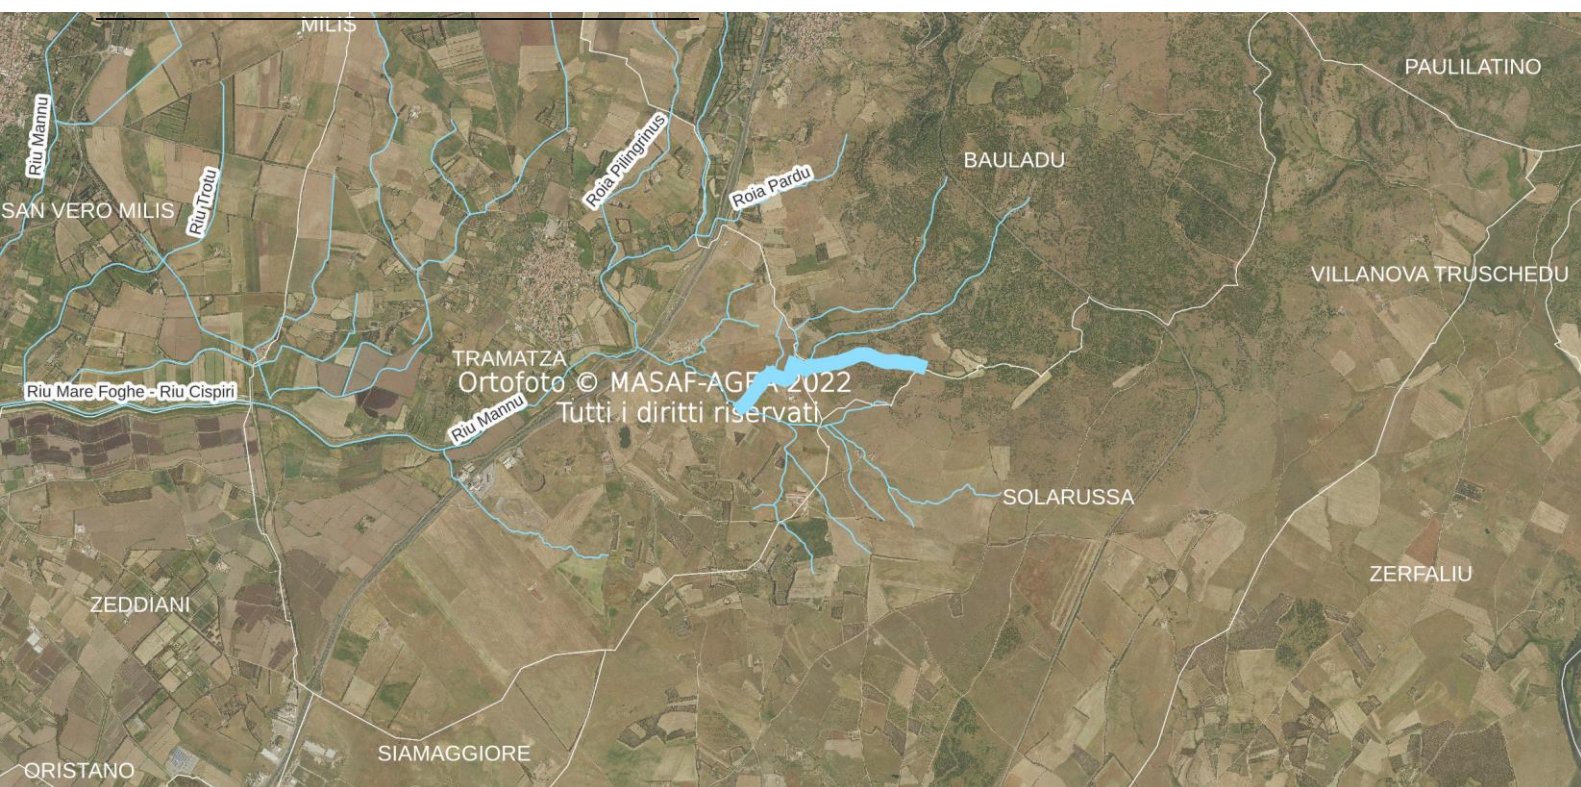 MILIS
PAULILATINO
Riu Mannu
Roia Pilingrinus
BAULADU
Roia Pardu
Riu Trotu
SAN VERO MILIS
VILLANOVA TRUSCHEDU
TRAMATZA
Ortofoto © MASAF-AGEA 2022
Riu Mare Foghe - Riu Cispiri
Tutti i diritti riservati
Riu Mannu
SOLARUSSA
ZERFALIU
ZEDDIANI
SIAMAGGIORE
ORISTANO